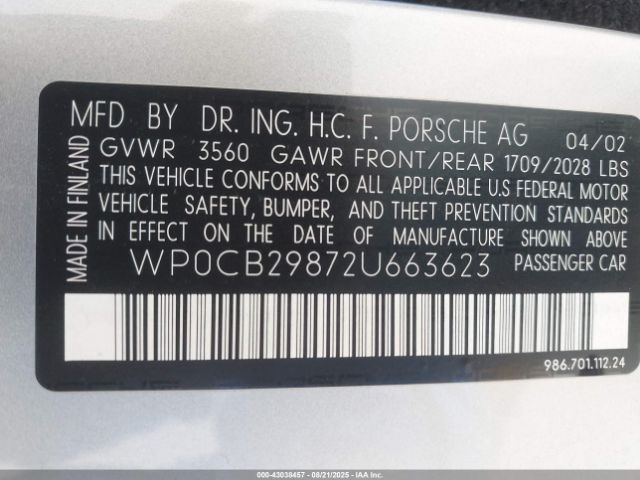 MFD BY DR. ING. H.C. F. PORSCHE AG 04/02
GVWR 3560 GAWR FRONT/REAR 1709/2028 LBS
THIS VEHICLE CONFORMS TO ALL APPLICABLE U.S FEDERAL MOTOR
VEHICLE SAFETY, BUMPER, AND THEFT PREVENTION STANDARDS
IN EFFECT ON THE DATE OF MANUFACTURE SHOWN ABOVE
WP0CB29872U663623 PASSENGER CAR
MADE IN FINLAND
986.701.112.24
000-43038457 - 08/21/2025 - IAAI.COM